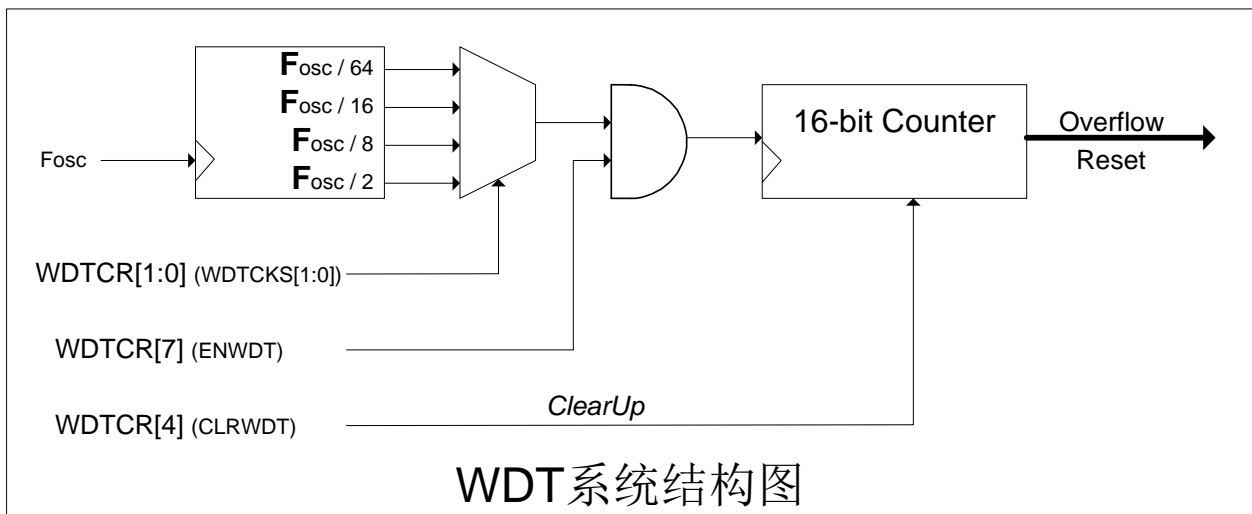 Fosc / 64
Fosc / 16
Fosc / 8
Fosc / 2
Fosc
16-bit Counter
Overflow
Reset
WDTCR[1:0] (WDTCKS[1:0])
WDTCR[7] (ENWDT)
WDTCR[4] (CLRWDT)
ClearUp
WDT系统结构图